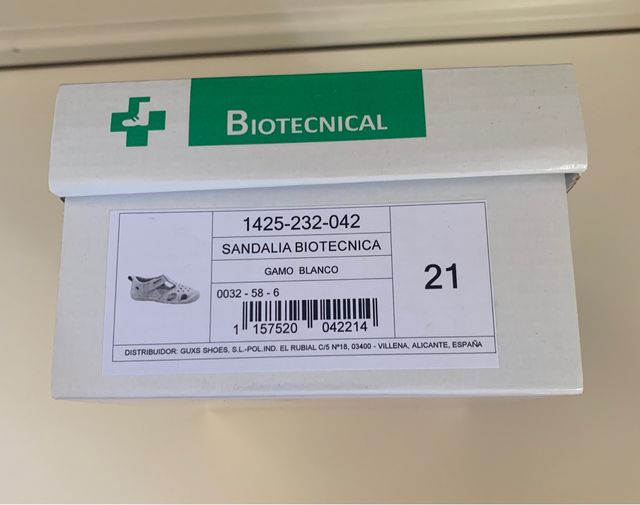 BIOTECNICAL
1425-232-042
SANDALIA BIOTECNICA
GAMO BLANCO
0032 - 58 - 6
21
1 157520 042214
DISTRIBUIDOR: GUXS SHOES, S.L.-POL.IND. EL RUBIAL C/5 Nº18, 03400 - VILLENA, ALICANTE, ESPAÑA